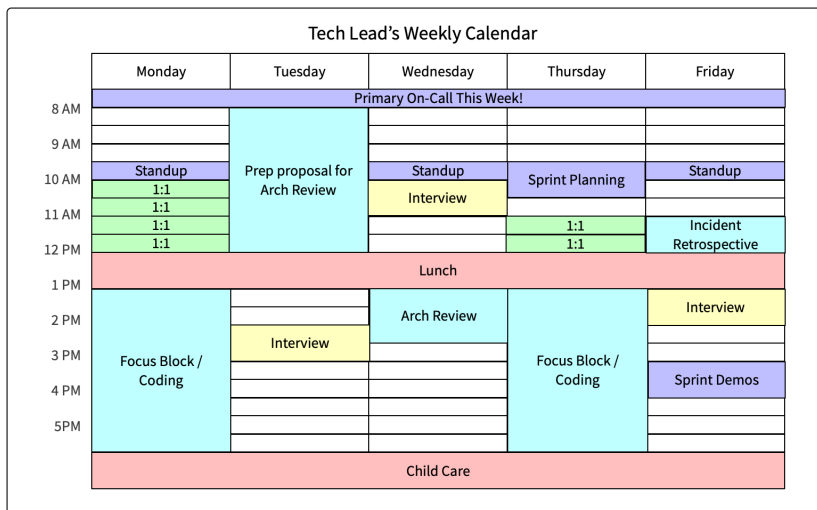 Tech Lead’s Weekly Calendar
Monday Tuesday Wednesday Thursday Friday
Primary On-Call This Week!
8 AM
9 AM
Prep proposal for
Arch Review
Standup Standup Standup
Sprint Planning
10 AM
1:1
Interview
1:1
11 AM
1:1 1:1
Incident
Retrospective
1:1 1:1
12 PM
Lunch
1 PM
Interview
2 PM
Arch Review
Interview
3 PM
Focus Block /
Coding
Focus Block /
Coding
Sprint Demos
4 PM
5PM
Child Care